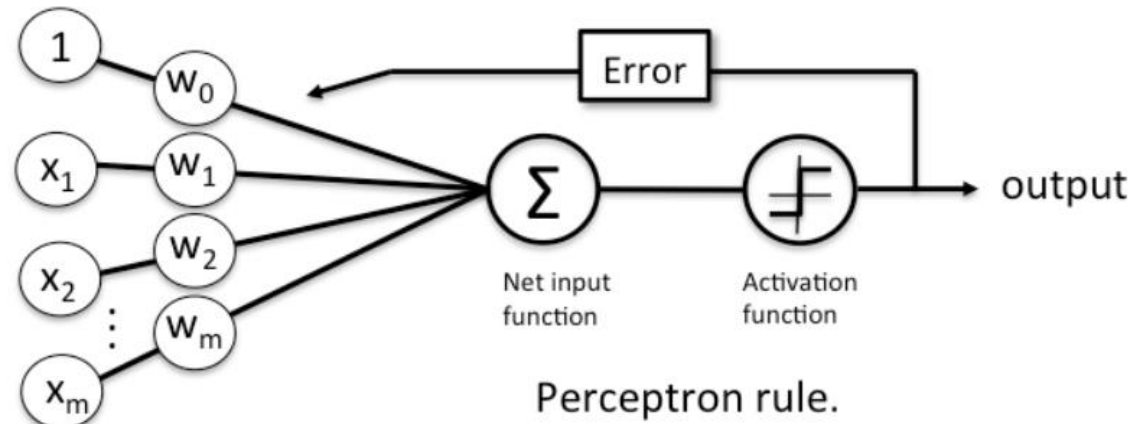 1
w₀
Error
x₁
w₁
Σ
output
x₂
w₂
Net input
function
Activation
function
⋮
wₘ
xₘ
Perceptron rule.